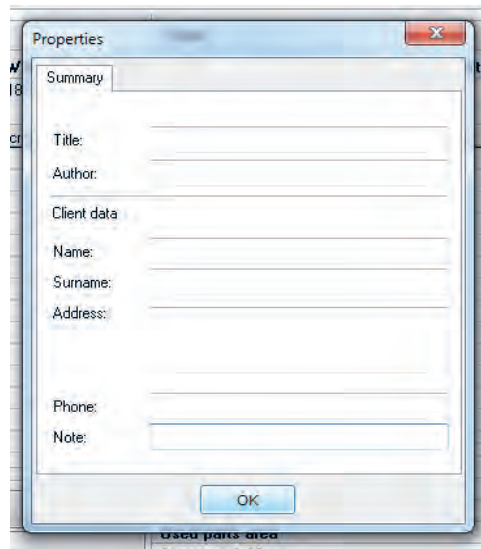 Properties
Summary
Title:
Author:
Client data
Name:
Surname:
Address:
Phone:
Note:
OK
Used parts area